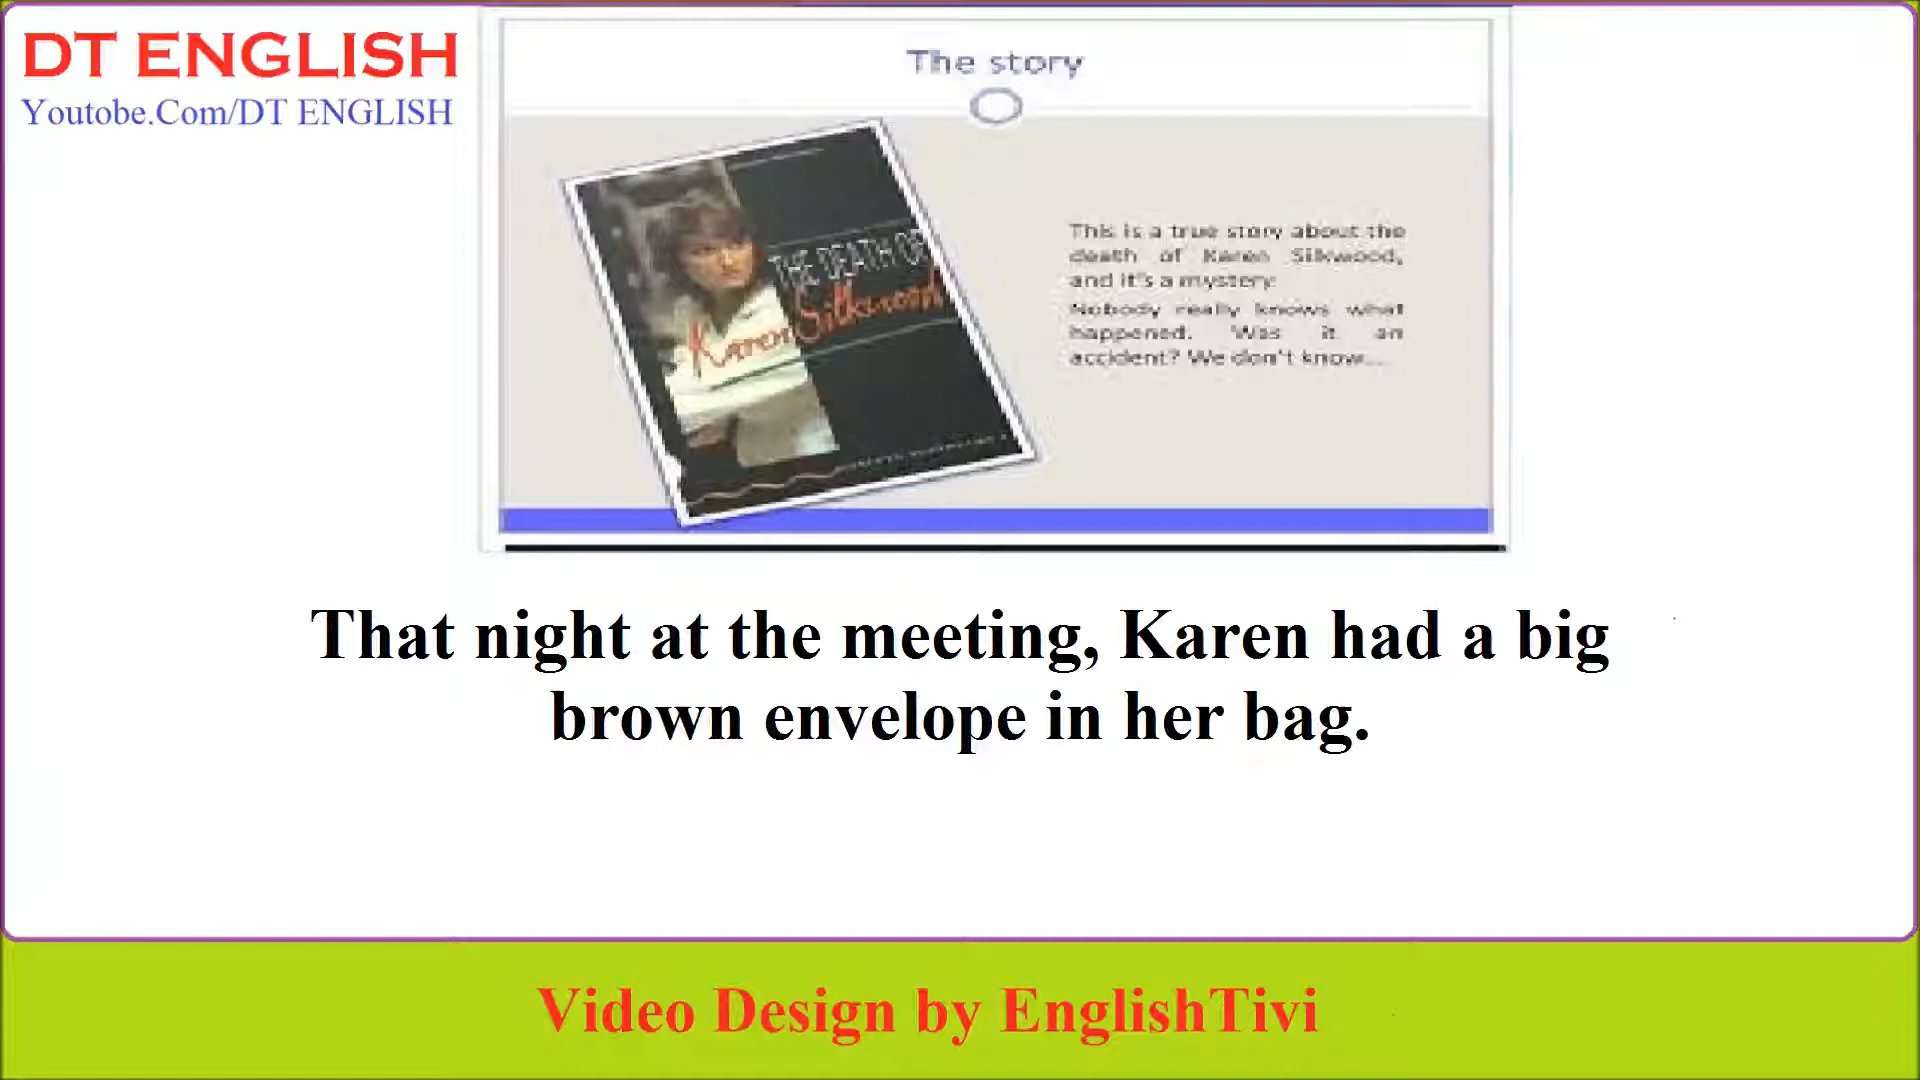 DT ENGLISH
Youtobe.Com/DT ENGLISH
The story
THE DEATH OF
Karen Silkwood
This is a true story about the
death of Karen Silkwood,
and it's a mystery.
Nobody really knows what
happened. Was it an
accident? We don't know...
That night at the meeting, Karen had a big
brown envelope in her bag.
Video Design by EnglishTivi